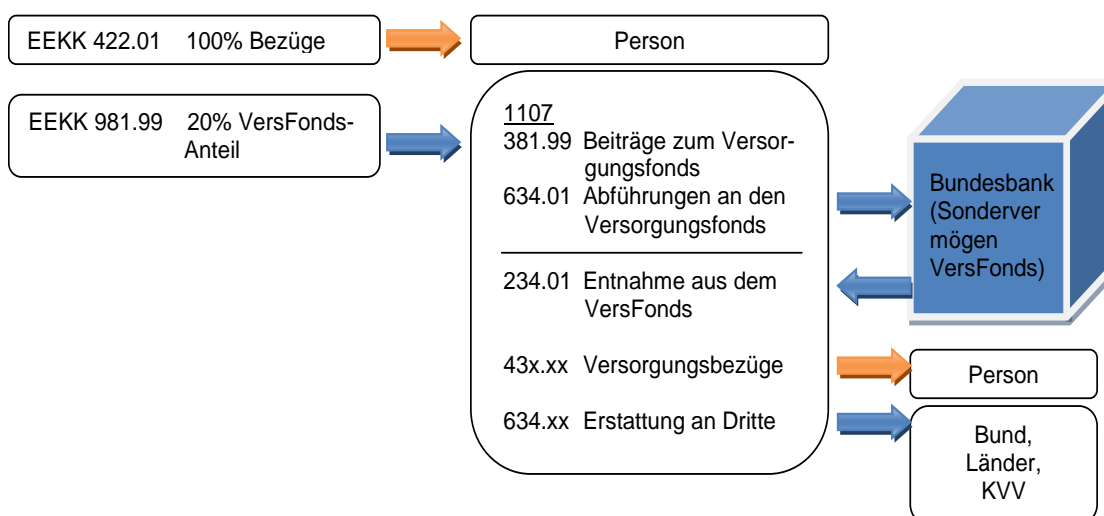 EEKK 422.01 100% Bezüge
Person
EEKK 981.99 20% VersFonds-
Anteil
1107
381.99 Beiträge zum Versor-
gungsfonds
634.01 Abführungen an den
Versorgungsfonds
234.01 Entnahme aus dem
VersFonds
43x.xx Versorgungsbezüge
634.xx Erstattung an Dritte
Bundesbank
(Sonderver
mögen
VersFonds)
Person
Bund,
Länder,
KVV